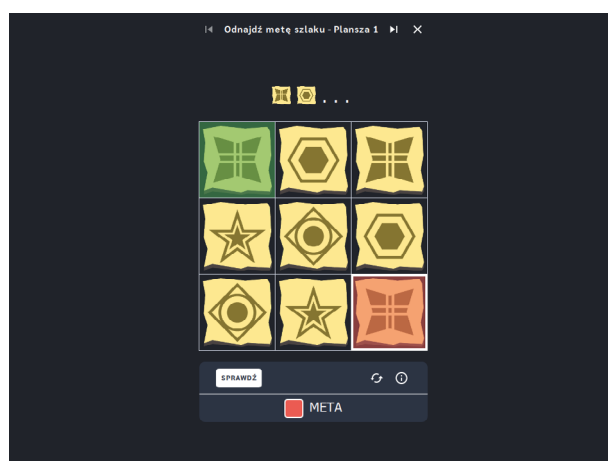 Odnajdź metę szlaku - Plansza 1
. . .
SPRAWDŹ
META